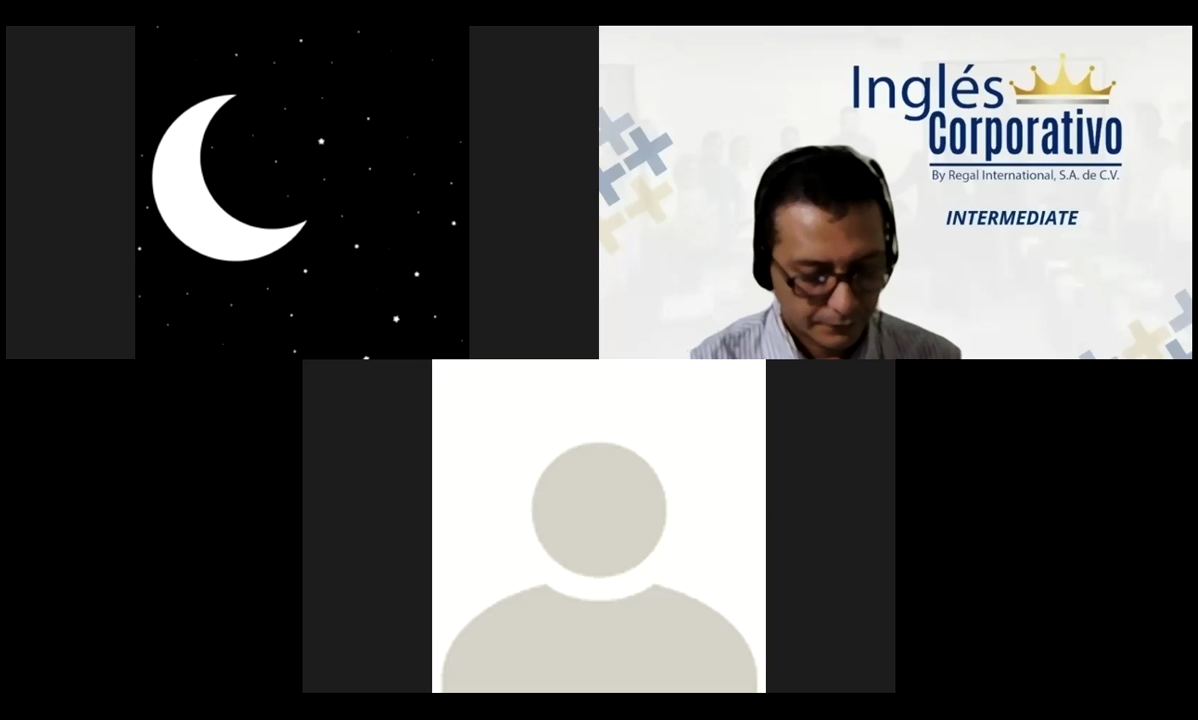 Inglés
Corporativo
By Regal International, S.A. de C.V.
INTERMEDIATE